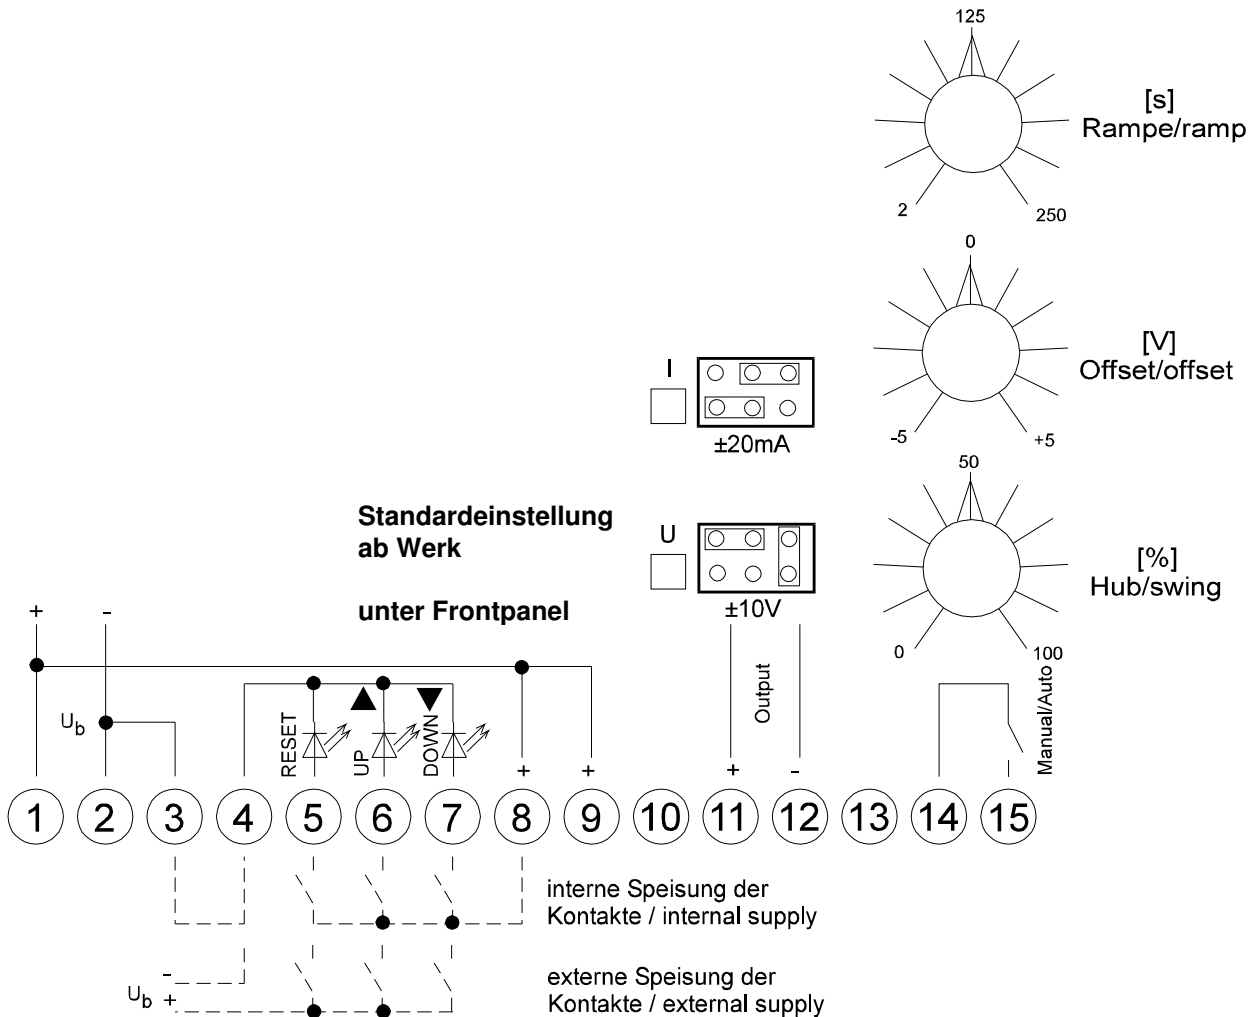 125
[s]
Rampe/ramp
2
250
0
[V]
Offset/offset
-5
+5
I
±20mA
50
[%]
Hub/swing
0
100
Standardeinstellung
ab Werk
unter Frontpanel
U
±10V
+ -
Ub
RESET
UP
DOWN
+ +
Output
+ -
Manual/Auto
1 2 3 4 5 6 7 8 9 10 11 12 13 14 15
interne Speisung der
Kontakte / internal supply
Ub - +
externe Speisung der
Kontakte / external supply